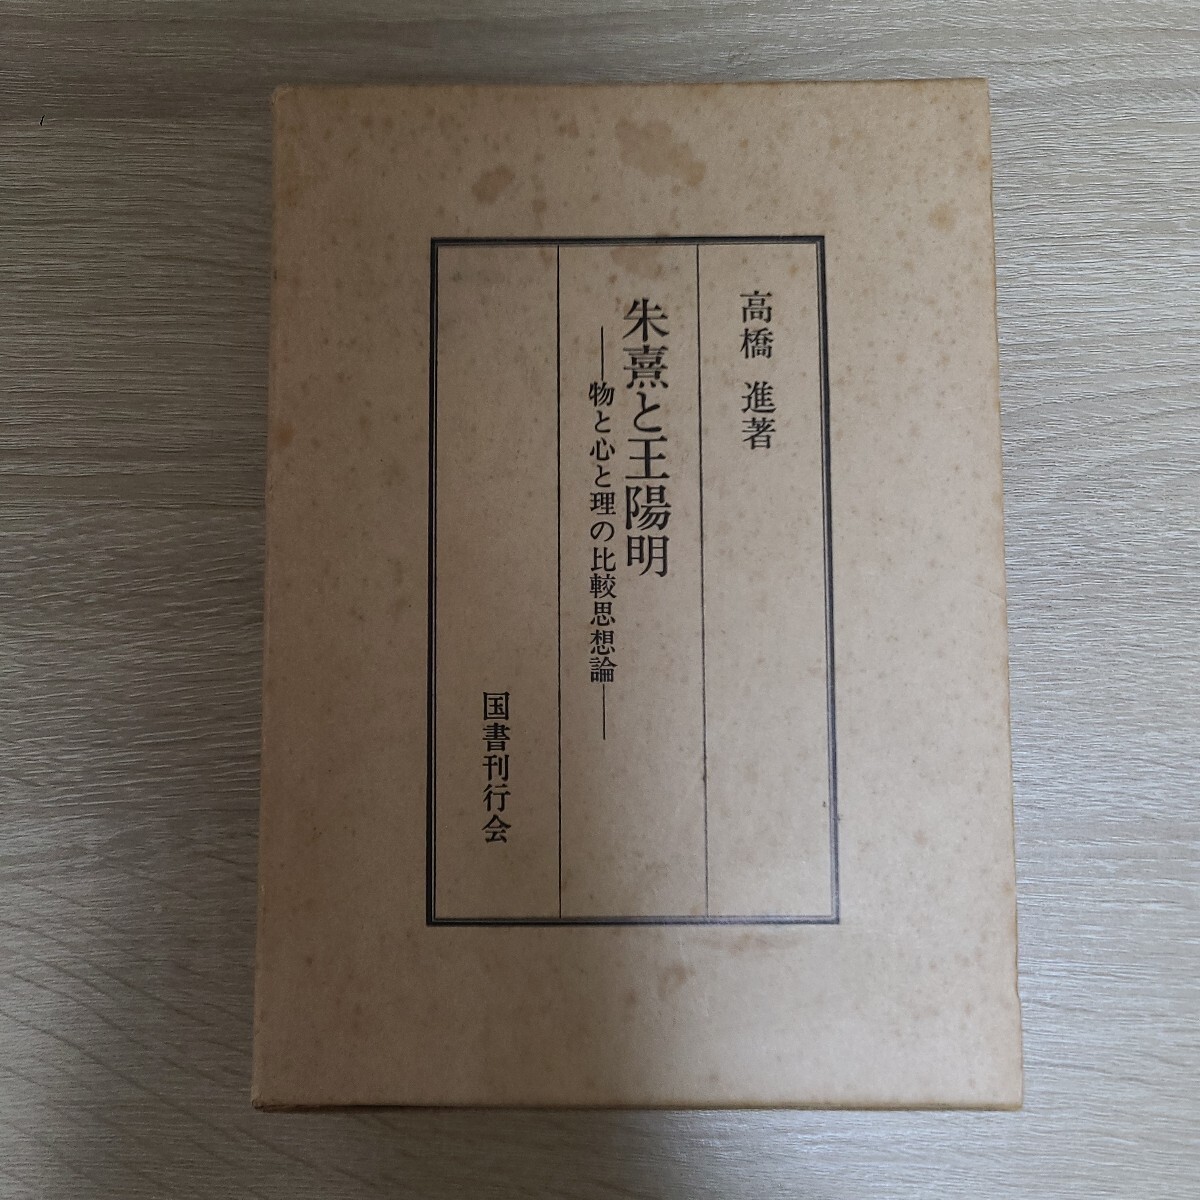 高橋 進著
朱熹と王陽明
―物と心と理の比較思想論―
国書刊行会